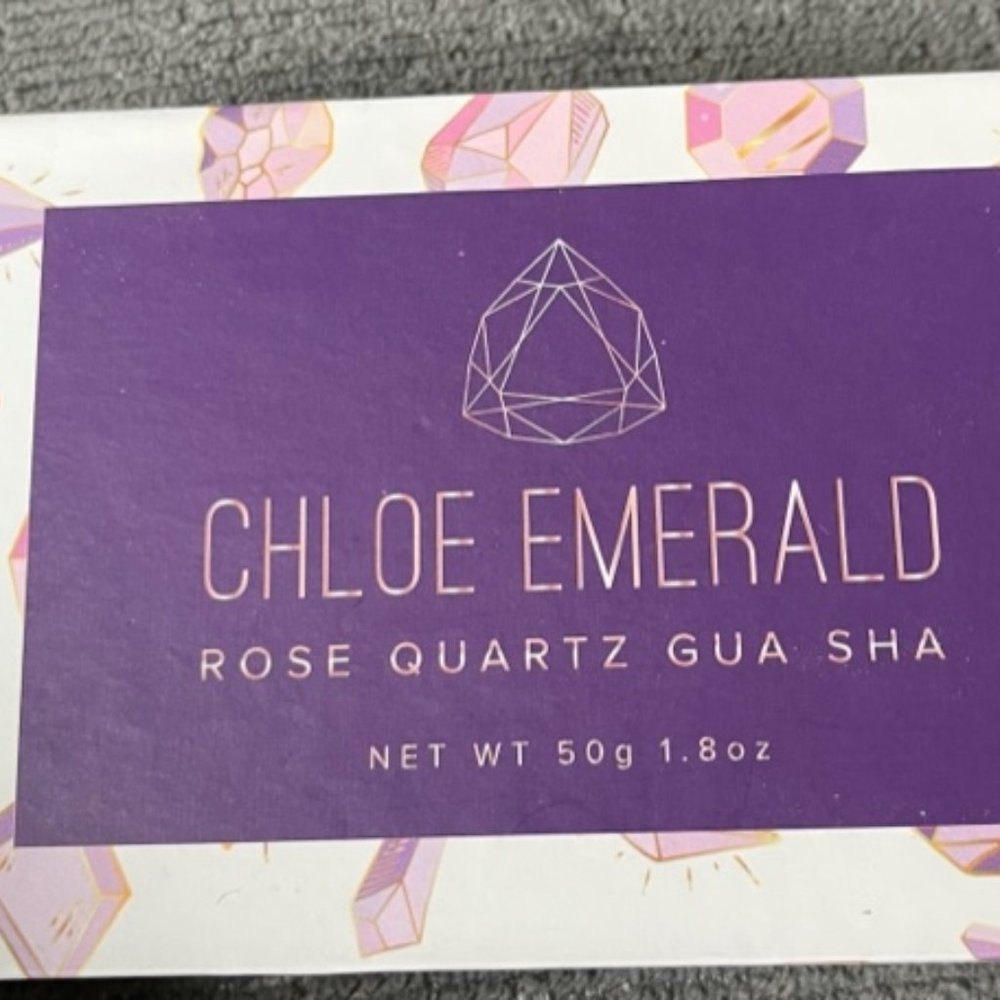 CHLOE EMERALD
ROSE QUARTZ GUA SHA
NET WT 50g 1.8oz